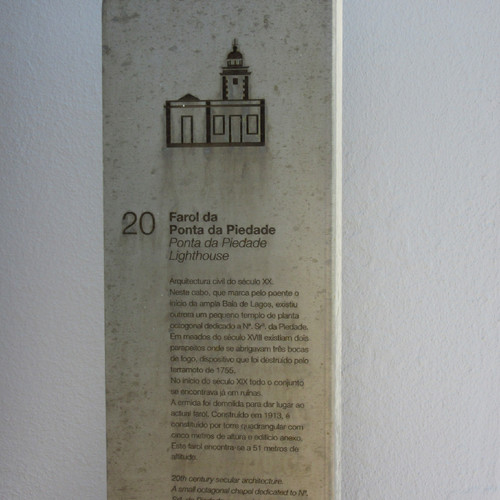 20
Farol da
Ponta da Piedade
Ponta da Piedade
Lighthouse
Arquitectura civil do século XX.
Neste cabo, que marca pelo poente o
início da ampla Baía de Lagos, existiu
outrora um pequeno templo de planta
octogonal dedicado a Nª. Srª. da Piedade.
Em meados do século XVIII existiam dois
parapeitos onde se abrigavam três bocas
de fogo, dispositivo que foi destruído pelo
terramoto de 1755.
No início do século XIX todo o conjunto
se encontrava já em ruínas.
A ermida foi demolida para dar lugar ao
actual farol. Construído em 1913, é
constituído por torre quadrangular com
cinco metros de altura e edifício anexo.
Este farol encontra-se a 51 metros de
altitude.
20th century secular architecture.
A small octagonal chapel dedicated to Nª.